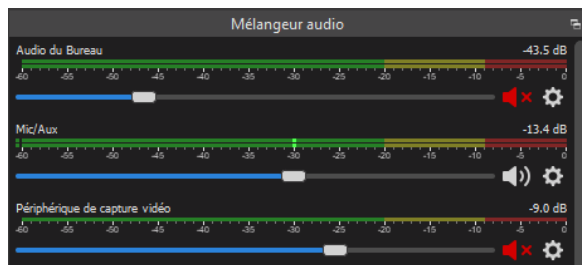 Mélangeur audio
Audio du Bureau -43.5 dB
-60 -55 -50 -45 -40 -35 -30 -25 -20 -15 -10 -5 0
Mic/Aux -13.4 dB
-60 -55 -50 -45 -40 -35 -30 -25 -20 -15 -10 -5 0
Périphérique de capture vidéo -9.0 dB
-60 -55 -50 -45 -40 -35 -30 -25 -20 -15 -10 -5 0